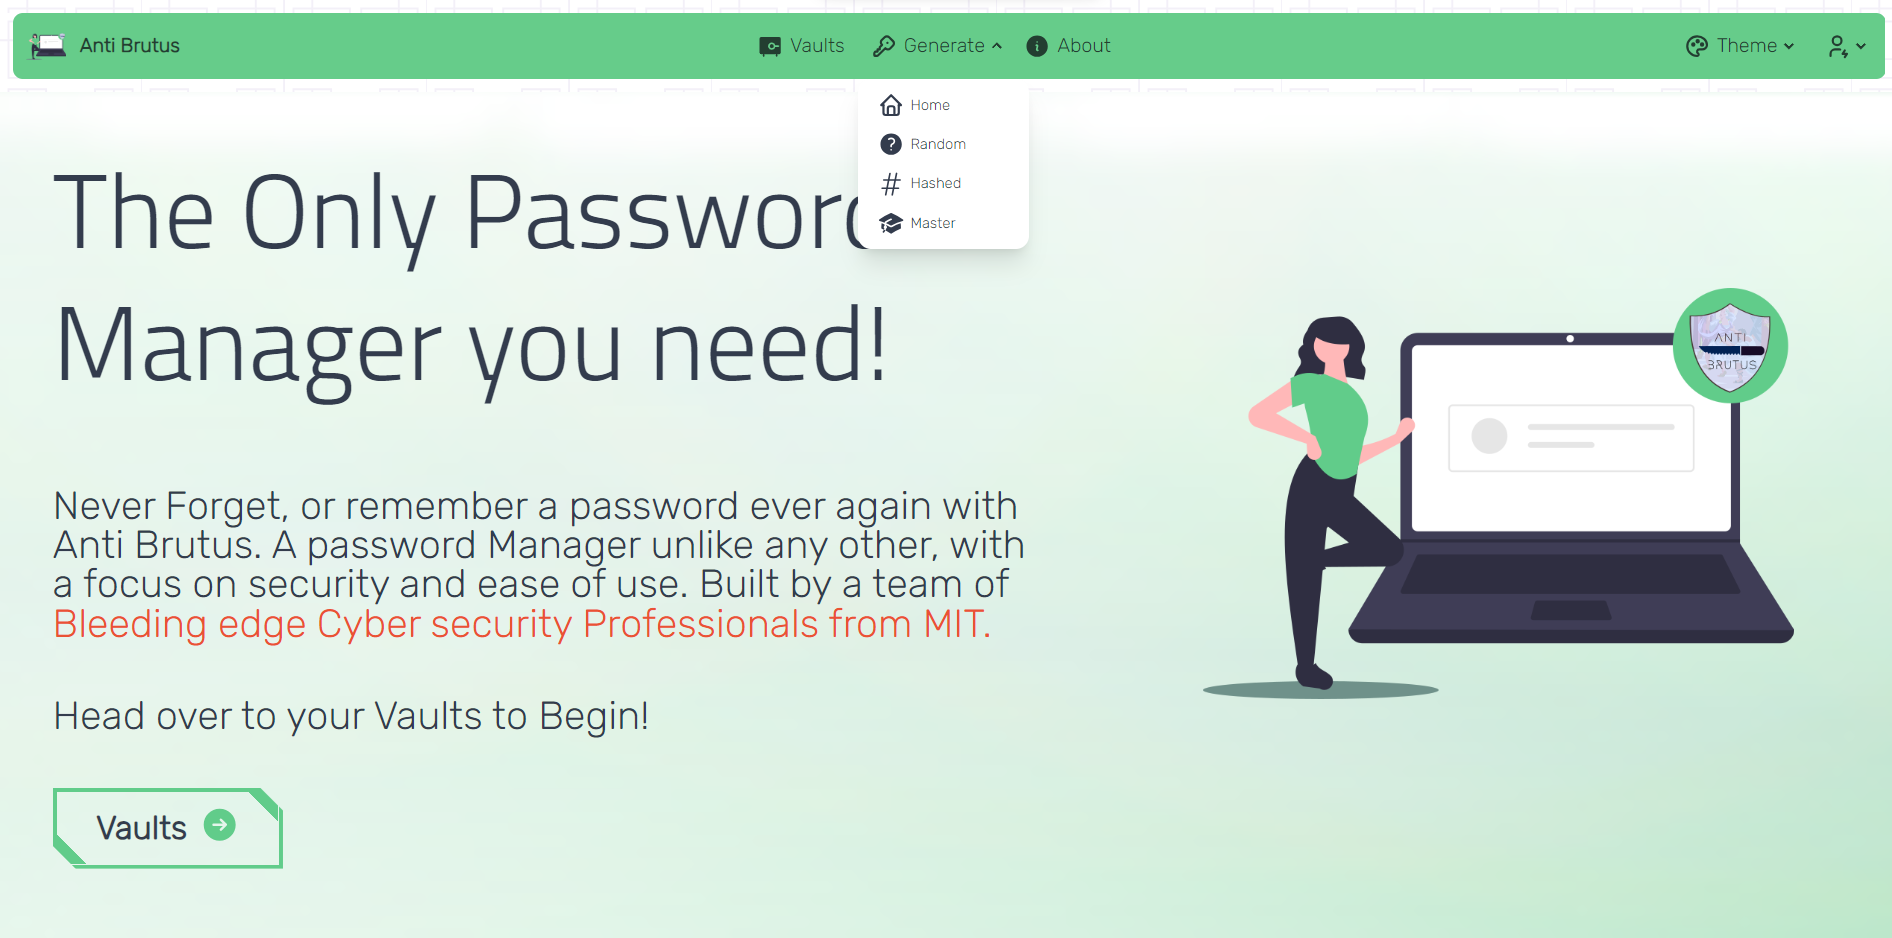 Anti Brutus
Vaults
Generate
About
Theme
Home
Random
Hashed
Master
The Only Password
Manager you need!
ANTI
BRUTUS
Never Forget, or remember a password ever again with
Anti Brutus. A password Manager unlike any other, with
a focus on security and ease of use. Built by a team of
Bleeding edge Cyber security Professionals from MIT.
Head over to your Vaults to Begin!
Vaults